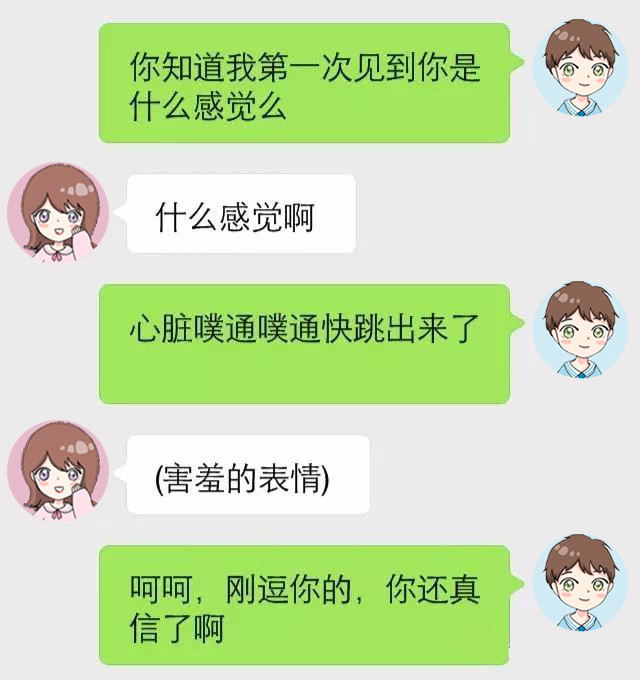 你知道我第一次见到你是
什么感觉么
什么感觉啊
心脏噗通噗通快跳出来了
(害羞的表情)
呵呵，刚逗你的，你还真
信了啊